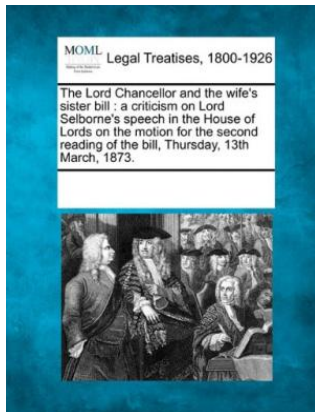 MOML Legal Treatises, 1800-1926
The Lord Chancellor and the wife's
sister bill : a criticism on Lord
Selborne's speech in the House of
Lords on the motion for the second
reading of the bill, Thursday, 13th
March, 1873.